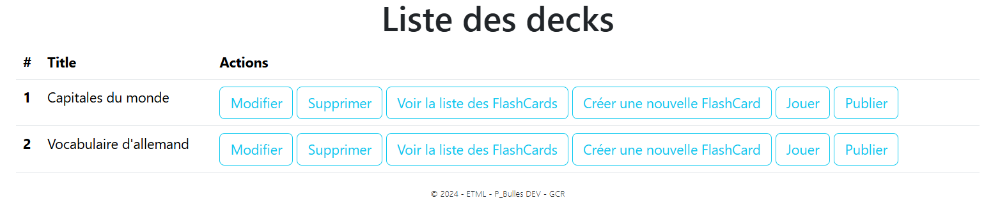 Liste des decks
# Title Actions
1 Capitales du monde Modifier Supprimer Voir la liste des FlashCards Créer une nouvelle FlashCard Jouer Publier
2 Vocabulaire d'allemand Modifier Supprimer Voir la liste des FlashCards Créer une nouvelle FlashCard Jouer Publier
© 2024 - ETML - P_Bulles DEV - GCR